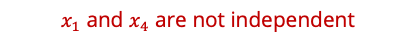 x₁ and x₄ are not independent